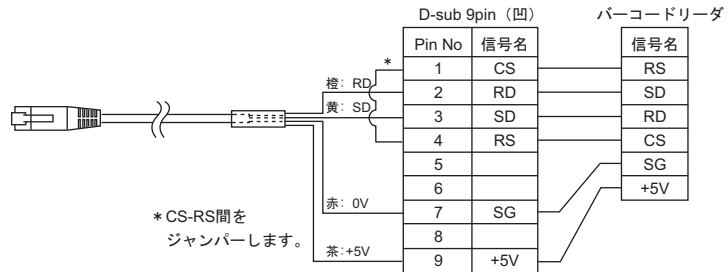 D-sub 9pin（凹）
バーコードリーダ
Pin No 信号名
信号名
*
1 CS
RS
橙：RD
2 RD
SD
黄：SD
3 SD
RD
4 RS
CS
5
SG
6
+5V
赤：0V
7 SG
8
茶：+5V
9 +5V
*CS-RS間を
ジャンパーします。